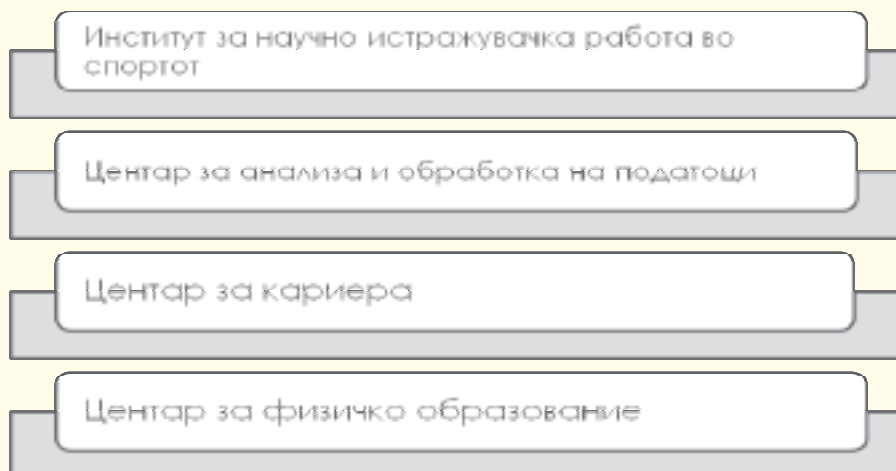 Институт за научно истражувачка работа во
спортот
Центар за анализа и обработка на податоци
Центар за кариера
Центар за физичко образование